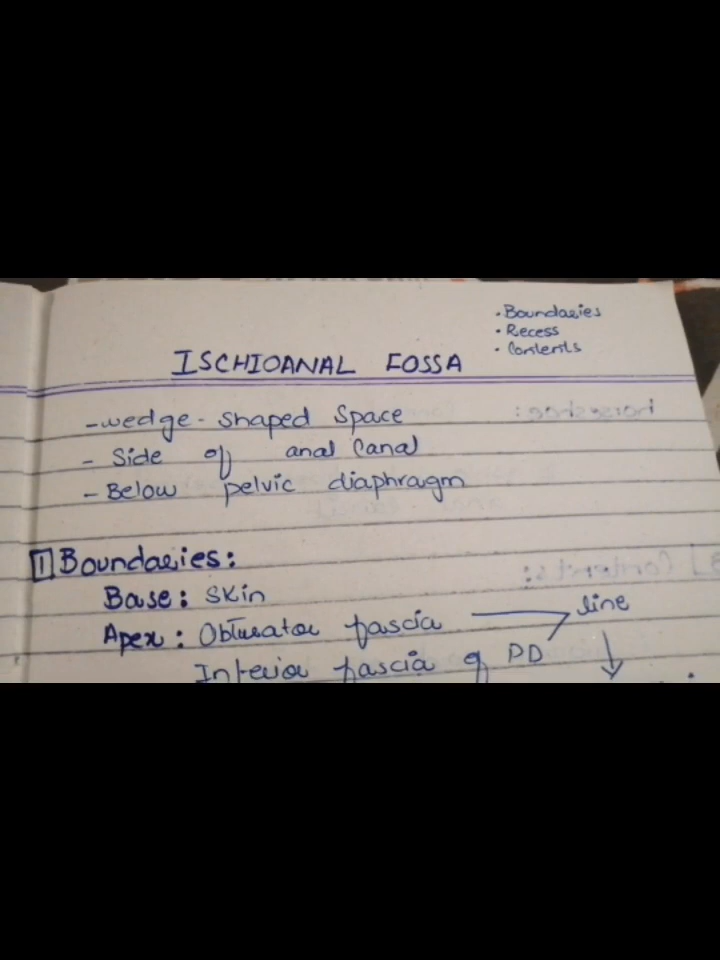 • Boundaries
• Recess
• Contents
ISCHIOANAL FOSSA
- wedge-shaped Space
- Side of anal Canal
- Below pelvic diaphragm
1 Boundaries:
Base: Skin
Apex: Obturator fascia line
Inferior fascia of PD